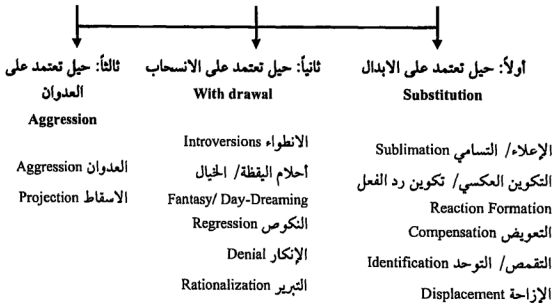 أولاً: حيل تعتمد على الابدال
Substitution
الإعلاء/ التسامي Sublimation
التكوين العكسي/ تكوين رد الفعل
Reaction Formation
التعويض Compensation
التقمص/ التوحد Identification
الإزاحة Displacement
ثانياً: حيل تعتمد على الانسحاب
With drawal
الانطواء Introversions
أحلام اليقظة/ الخيال
Fantasy/ Day-Dreaming
النكوص Regression
الإنكار Denial
التبرير Rationalization
ثالثاً: حيل تعتمد على
العدوان
Aggression
العدوان Aggression
الاسقاط Projection